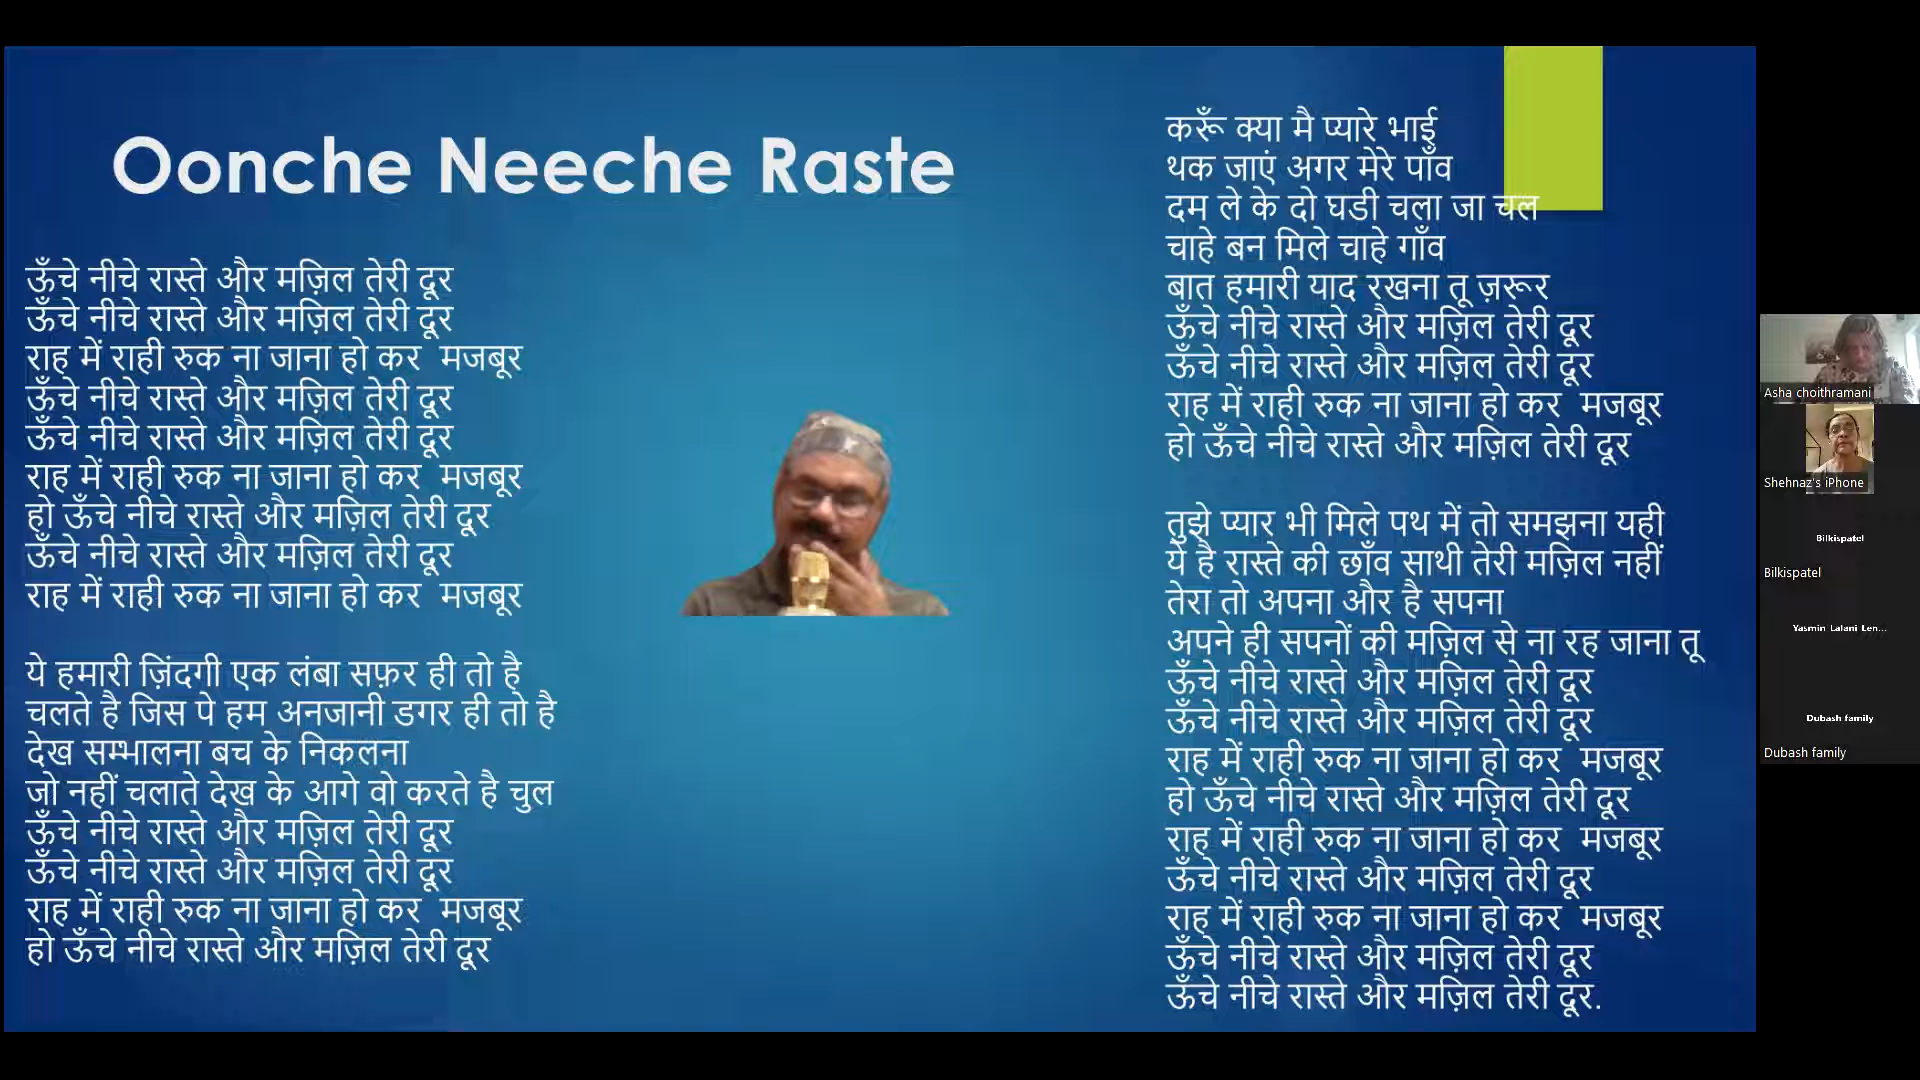 Oonche Neeche Raste
ऊँचे नीचे रास्ते और मज़िल तेरी दूर
ऊँचे नीचे रास्ते और मज़िल तेरी दूर
राह में राही रुक ना जाना हो कर  मजबूर
ऊँचे नीचे रास्ते और मज़िल तेरी दूर
ऊँचे नीचे रास्ते और मज़िल तेरी दूर
राह में राही रुक ना जाना हो कर  मजबूर
हो ऊँचे नीचे रास्ते और मज़िल तेरी दूर
ऊँचे नीचे रास्ते और मज़िल तेरी दूर
राह में राही रुक ना जाना हो कर  मजबूर
ये हमारी ज़िंदगी एक लंबा सफ़र ही तो है
चलते है जिस पे हम अनजानी डगर ही तो है
देख सम्भालना बच के निकलना
जो नहीं चलाते देख के आगे वो करते है चुल
ऊँचे नीचे रास्ते और मज़िल तेरी दूर
ऊँचे नीचे रास्ते और मज़िल तेरी दूर
राह में राही रुक ना जाना हो कर  मजबूर
हो ऊँचे नीचे रास्ते और मज़िल तेरी दूर
करूँ क्या मै प्यारे भाई
थक जाएं अगर मेरे पाँव
दम ले के दो घडी चला जा चल
चाहे बन मिले चाहे गाँव
बात हमारी याद रखना तू ज़रूर
ऊँचे नीचे रास्ते और मज़िल तेरी दूर
ऊँचे नीचे रास्ते और मज़िल तेरी दूर
राह में राही रुक ना जाना हो कर  मजबूर
हो ऊँचे नीचे रास्ते और मज़िल तेरी दूर
तुझे प्यार भी मिले पथ में तो समझना यही
ये है रास्ते की छाँव साथी तेरी मज़िल नहीं
तेरा तो अपना और है सपना
अपने ही सपनों की मज़िल से ना रह जाना तू
ऊँचे नीचे रास्ते और मज़िल तेरी दूर
ऊँचे नीचे रास्ते और मज़िल तेरी दूर
राह में राही रुक ना जाना हो कर  मजबूर
हो ऊँचे नीचे रास्ते और मज़िल तेरी दूर
राह में राही रुक ना जाना हो कर  मजबूर
ऊँचे नीचे रास्ते और मज़िल तेरी दूर
राह में राही रुक ना जाना हो कर  मजबूर
ऊँचे नीचे रास्ते और मज़िल तेरी दूर
ऊँचे नीचे रास्ते और मज़िल तेरी दूर.
Asha choithramani
Shehnaz's iPhone
Bilkispatel
Bilkispatel
Yasmin Lalani Len...
Dubash family
Dubash family